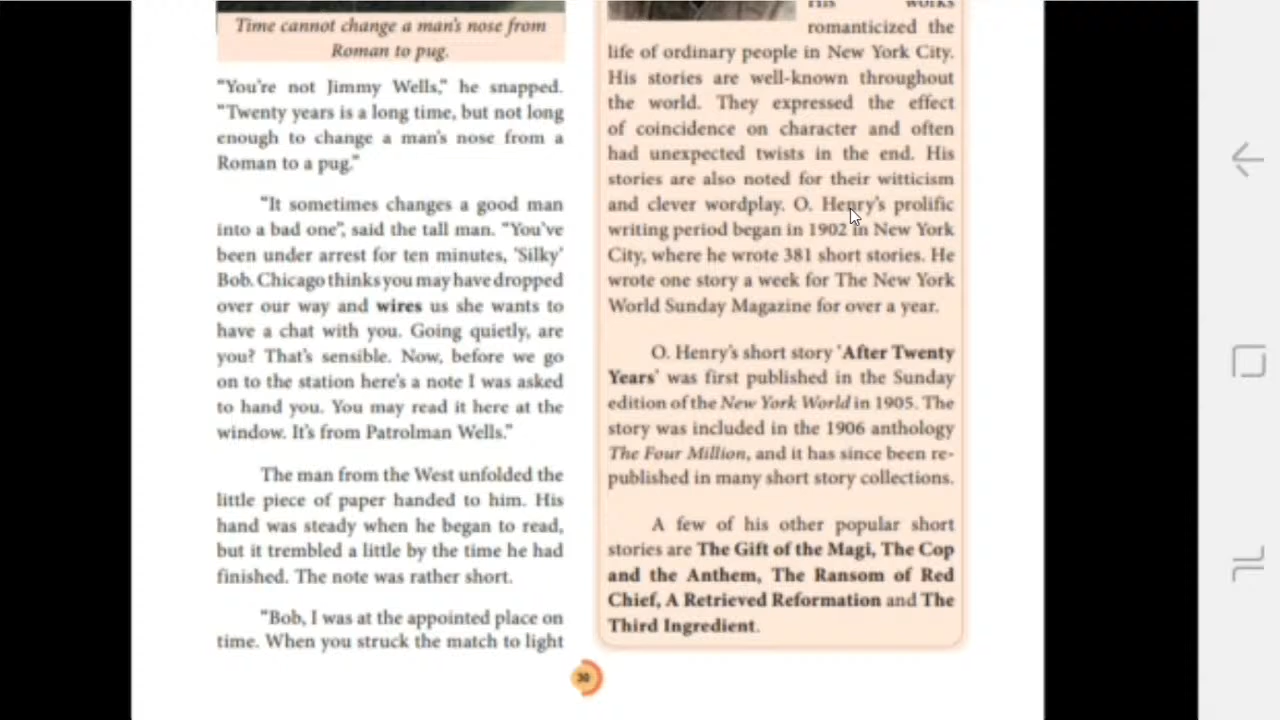 Time cannot change a man's nose from
Roman to pug.
"You're not Jimmy Wells," he snapped.
"Twenty years is a long time, but not long
enough to change a man's nose from a
Roman to a pug."
"It sometimes changes a good man
into a bad one", said the tall man. "You've
been under arrest for ten minutes, 'Silky'
Bob. Chicago thinks you may have dropped
over our way and wires us she wants to
have a chat with you. Going quietly, are
you? That's sensible. Now, before we go
on to the station here's a note I was asked
to hand you. You may read it here at the
window. It's from Patrolman Wells."
The man from the West unfolded the
little piece of paper handed to him. His
hand was steady when he began to read,
but it trembled a little by the time he had
finished. The note was rather short.
"Bob, I was at the appointed place on
time. When you struck the match to light
His works
romanticized the
life of ordinary people in New York City.
His stories are well-known throughout
the world. They expressed the effect
of coincidence on character and often
had unexpected twists in the end. His
stories are also noted for their witticism
and clever wordplay. O. Henry's prolific
writing period began in 1902 in New York
City, where he wrote 381 short stories. He
wrote one story a week for The New York
World Sunday Magazine for over a year.
O. Henry's short story 'After Twenty
Years' was first published in the Sunday
edition of the New York World in 1905. The
story was included in the 1906 anthology
The Four Million, and it has since been re-
published in many short story collections.
A few of his other popular short
stories are The Gift of the Magi, The Cop
and the Anthem, The Ransom of Red
Chief, A Retrieved Reformation and The
Third Ingredient.
30